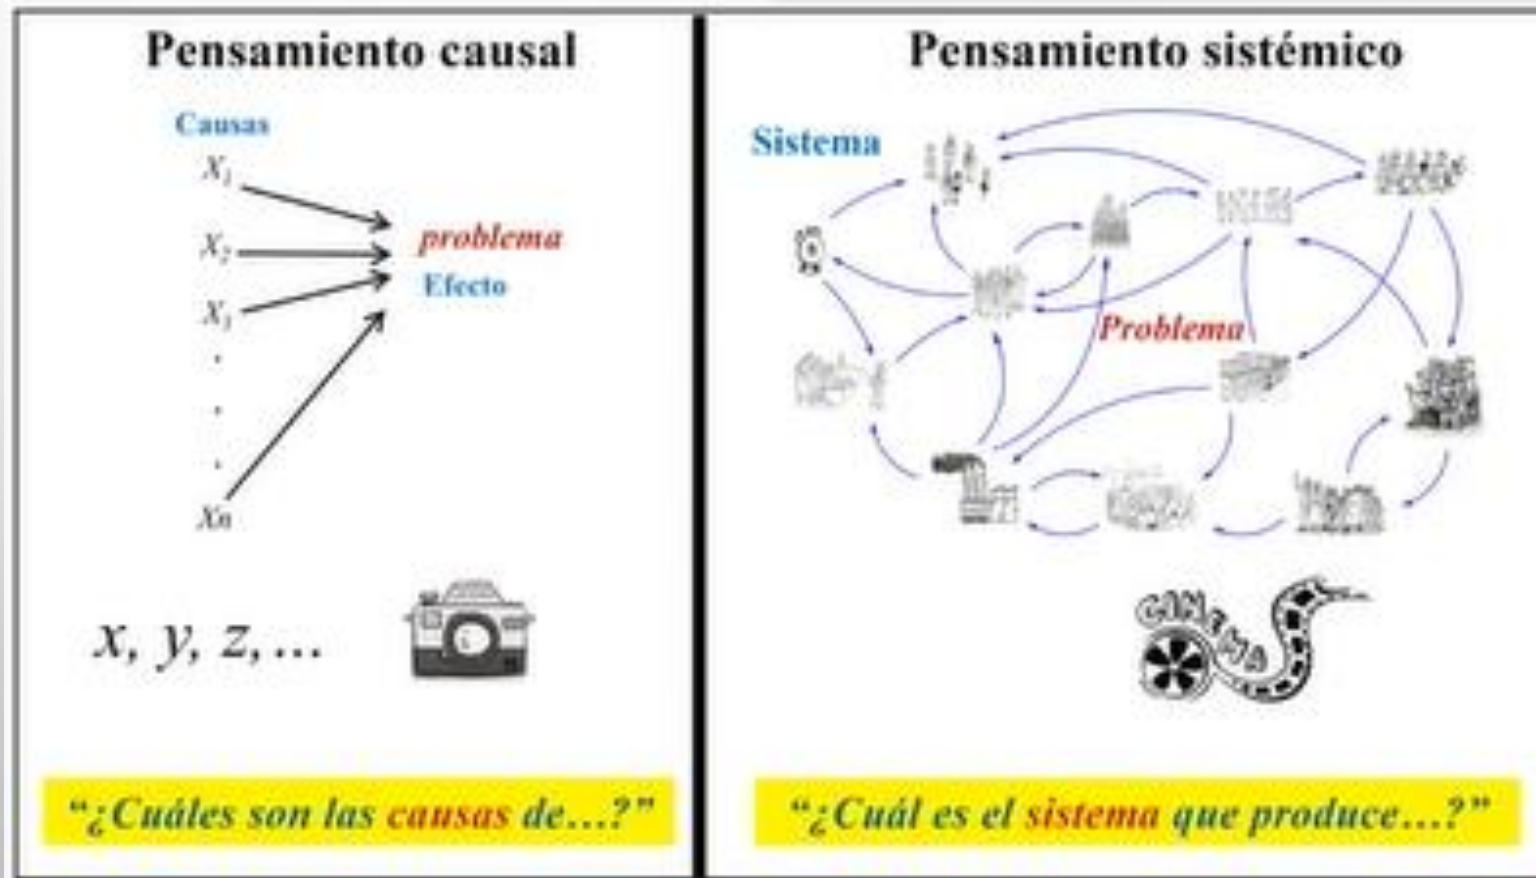 Pensamiento causal
Causas
X₁
X₂
problema
Efecto
X₃
.
.
.
Xn
x, y, z, ...
“¿Cuáles son las causas de...?”
Pensamiento sistémico
Sistema
Problema
CINEMA
“¿Cuál es el sistema que produce...?”